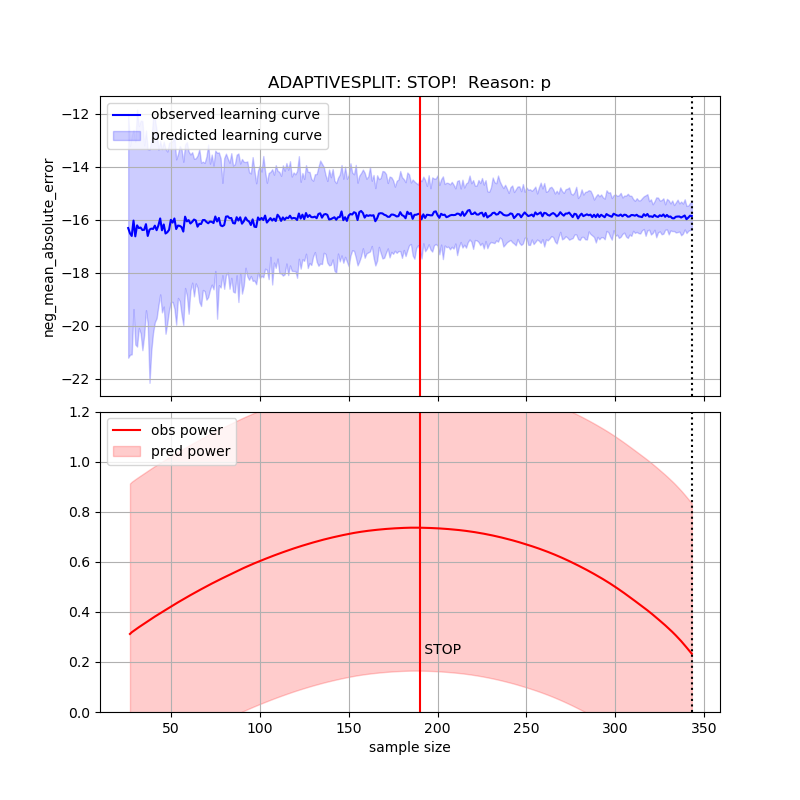 ADAPTIVESPLIT: STOP!  Reason: p
observed learning curve
predicted learning curve
neg_mean_absolute_error
−12
−14
−16
−18
−20
−22
obs power
pred power
1.2
1.0
0.8
0.6
0.4
0.2
0.0
STOP
50 100 150 200 250 300 350
sample size